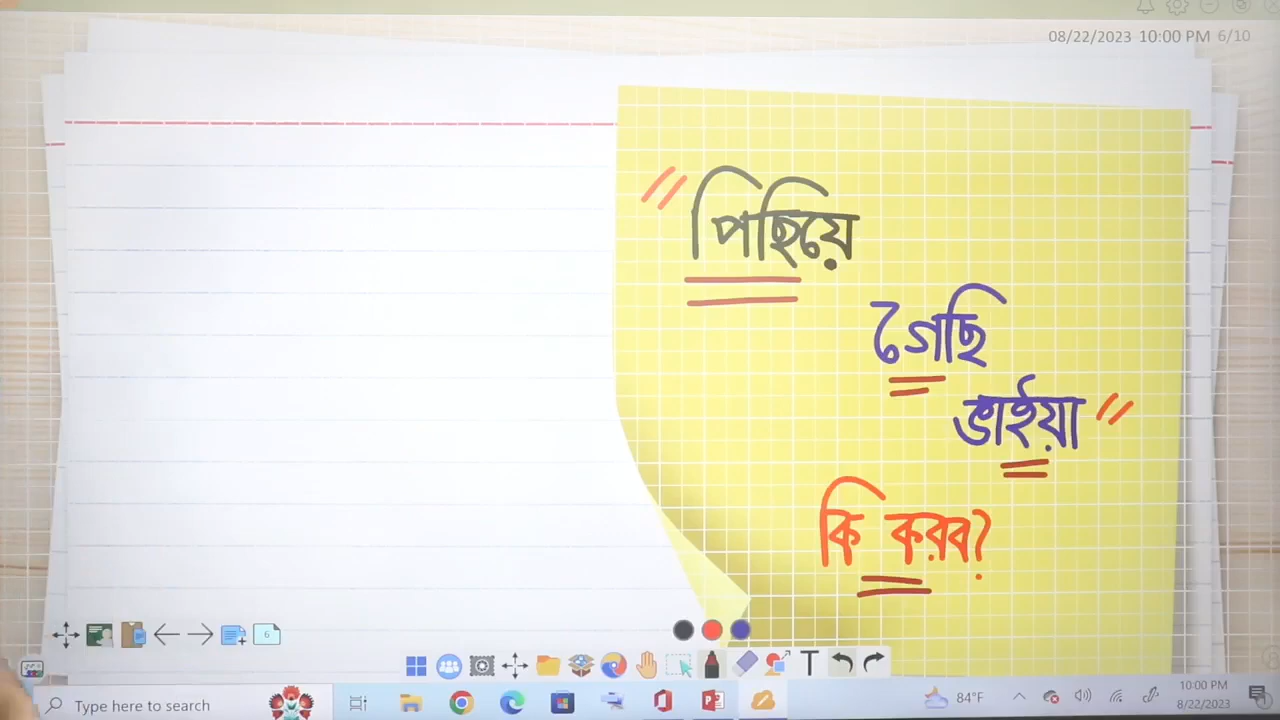 08/22/2023 10:00 PM 6/10
"পিছিয়ে
গেছি
ভাইয়া"
কি করব?
6
T
Type here to search
84°F
10:00 PM
8/22/2023